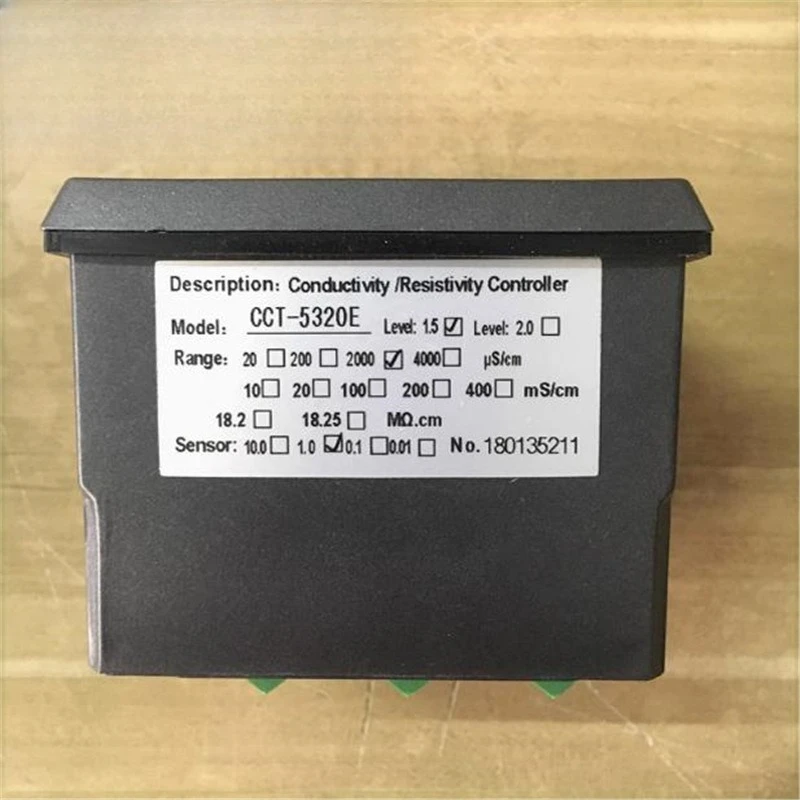 Description: Conductivity /Resistivity Controller
Model: CCT-5320E Level: 1.5 ☑ Level: 2.0 ☐
Range: 20 ☐ 200 ☐ 2000 ☑ 4000 ☐ µS/cm
10 ☐ 20 ☐ 100 ☐ 200 ☐ 400 ☐ mS/cm
18.2 ☐ 18.25 ☐ MΩ.cm
Sensor: 10.0 ☐ 1.0 ☑ 0.1 ☐ 0.01 ☐ No. 180135211